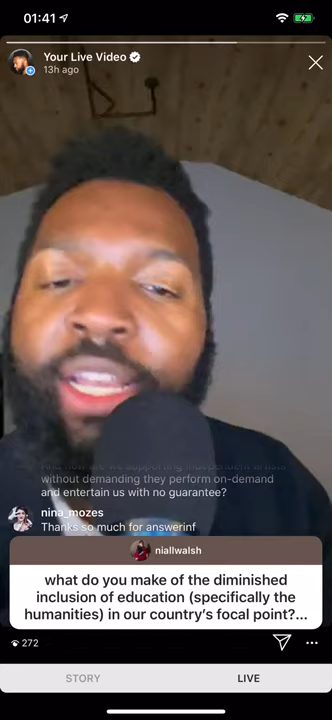 01:41
Your Live Video
13h ago
And how are we supporting independent artists
without demanding they perform on-demand
and entertain us with no guarantee?
nina_mozes
Thanks so much for answerinf
niallwalsh
what do you make of the diminished
inclusion of education (specifically the
humanities) in our country's focal point?...
272
STORY
LIVE